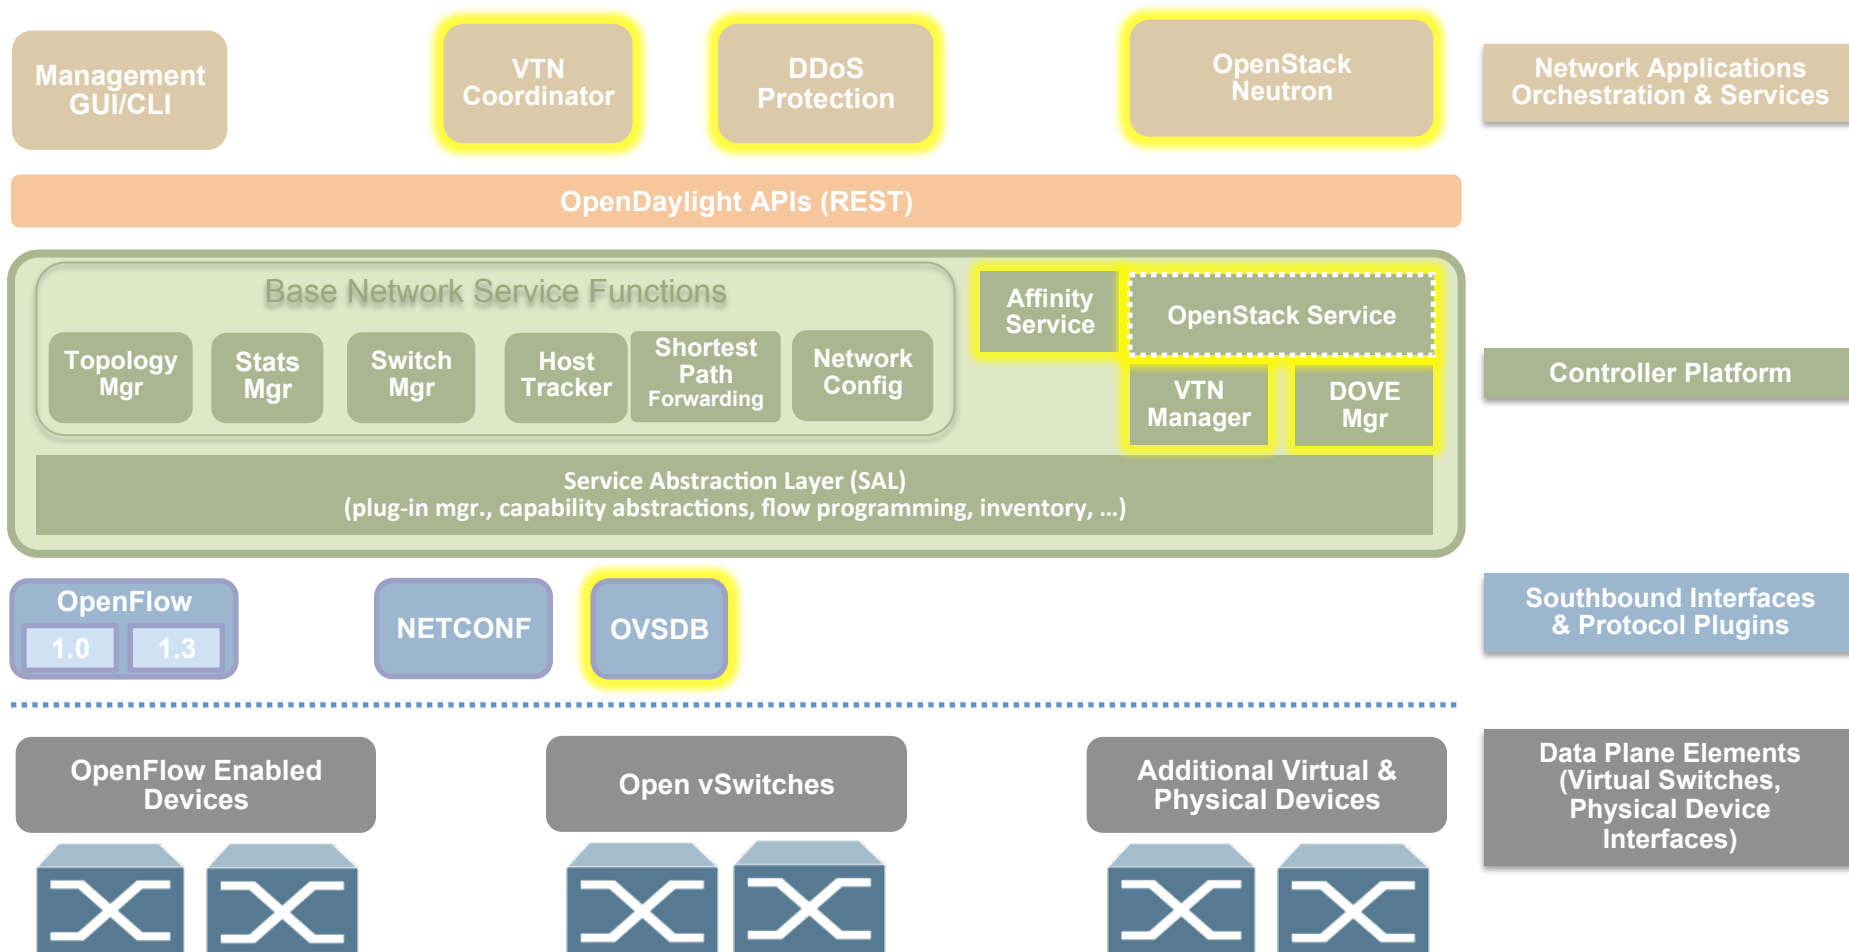 Management
GUI/CLI
VTN
Coordinator
DDoS
Protection
OpenStack
Neutron
Network Applications
Orchestration & Services
OpenDaylight APIs (REST)
Base Network Service Functions
Topology
Mgr
Stats
Mgr
Switch
Mgr
Host
Tracker
Shortest
Path
Forwarding
Network
Config
Affinity
Service
OpenStack Service
VTN
Manager
DOVE
Mgr
Controller Platform
Service Abstraction Layer (SAL)
(plug-in mgr., capability abstractions, flow programming, inventory, …)
OpenFlow
1.0
1.3
NETCONF
OVSDB
Southbound Interfaces
& Protocol Plugins
OpenFlow Enabled
Devices
Open vSwitches
Additional Virtual &
Physical Devices
Data Plane Elements
(Virtual Switches,
Physical Device
Interfaces)